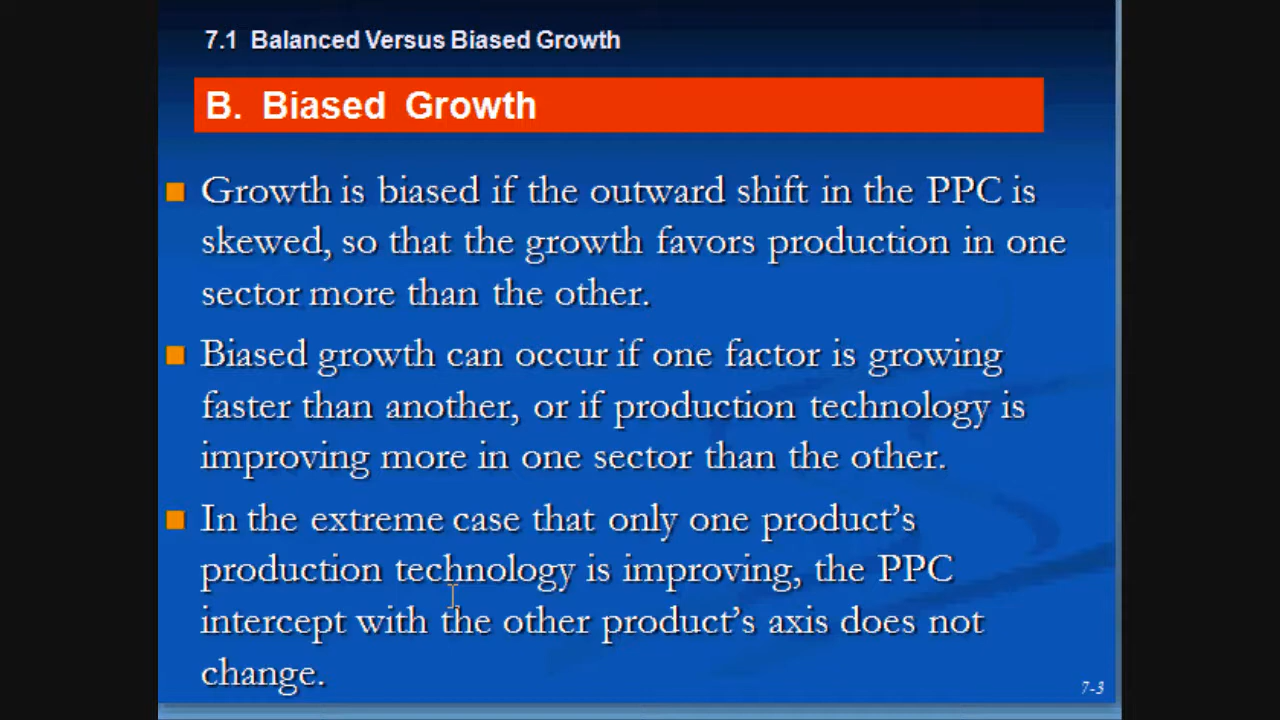 7.1 Balanced Versus Biased Growth
B. Biased Growth
Growth is biased if the outward shift in the PPC is
skewed, so that the growth favors production in one
sector more than the other.
Biased growth can occur if one factor is growing
faster than another, or if production technology is
improving more in one sector than the other.
In the extreme case that only one product’s
production technology is improving, the PPC
intercept with the other product’s axis does not
change.
7-3